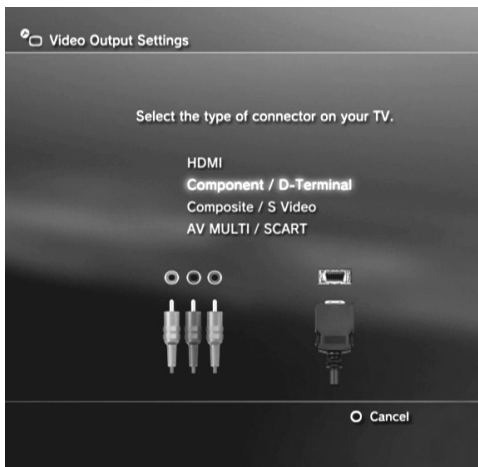 Video Output Settings
Select the type of connector on your TV.
HDMI
Component / D-Terminal
Composite / S Video
AV MULTI / SCART
Cancel